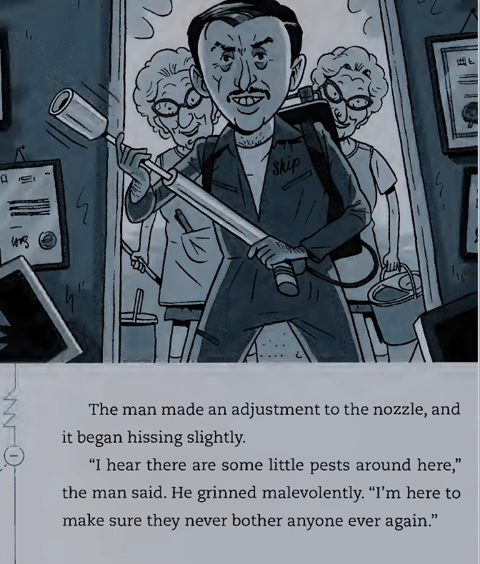 Skip
The man made an adjustment to the nozzle, and
it began hissing slightly.
“I hear there are some little pests around here,”
the man said. He grinned malevolently. “I’m here to
make sure they never bother anyone ever again.”